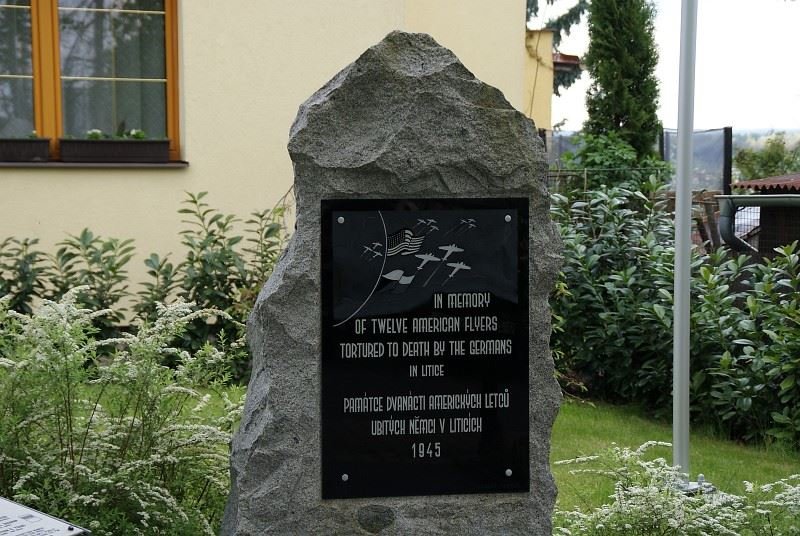 IN MEMORY
OF TWELVE AMERICAN FLYERS
TORTURED TO DEATH BY THE GERMANS
IN LITICE
PAMÁTCE DVANÁCTI AMERICKÝCH LETCŮ
UBITÝCH NĚMCI V LITICÍCH
1945